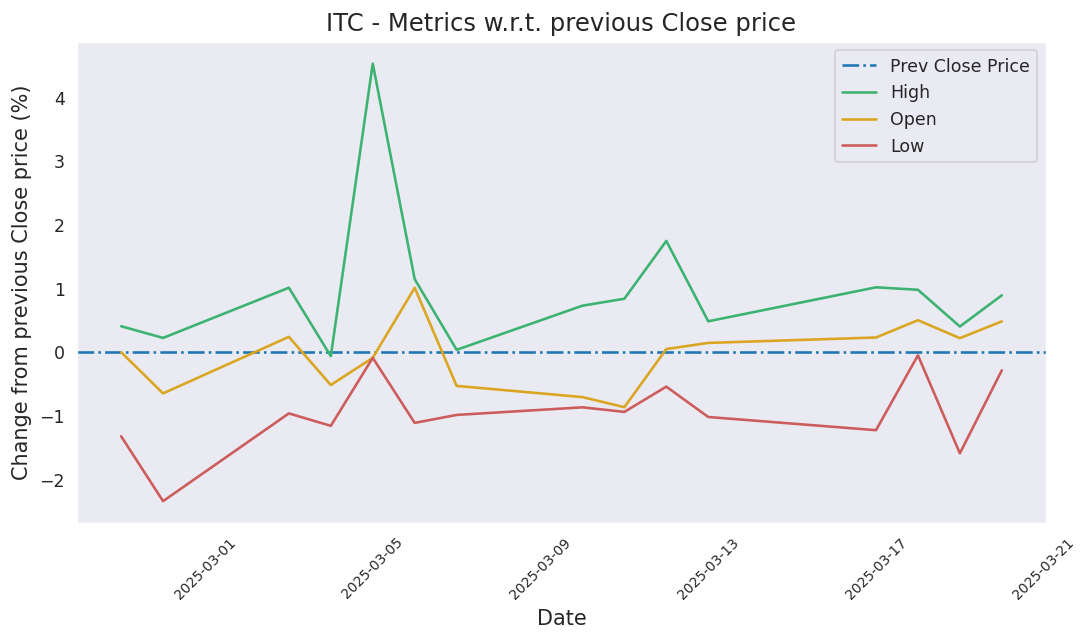 ITC - Metrics w.r.t. previous Close price
Prev Close Price
High
Open
Low
Change from previous Close price (%)
4
3
2
1
0
−1
−2
2025-03-01
2025-03-05
2025-03-09
2025-03-13
2025-03-17
2025-03-21
Date